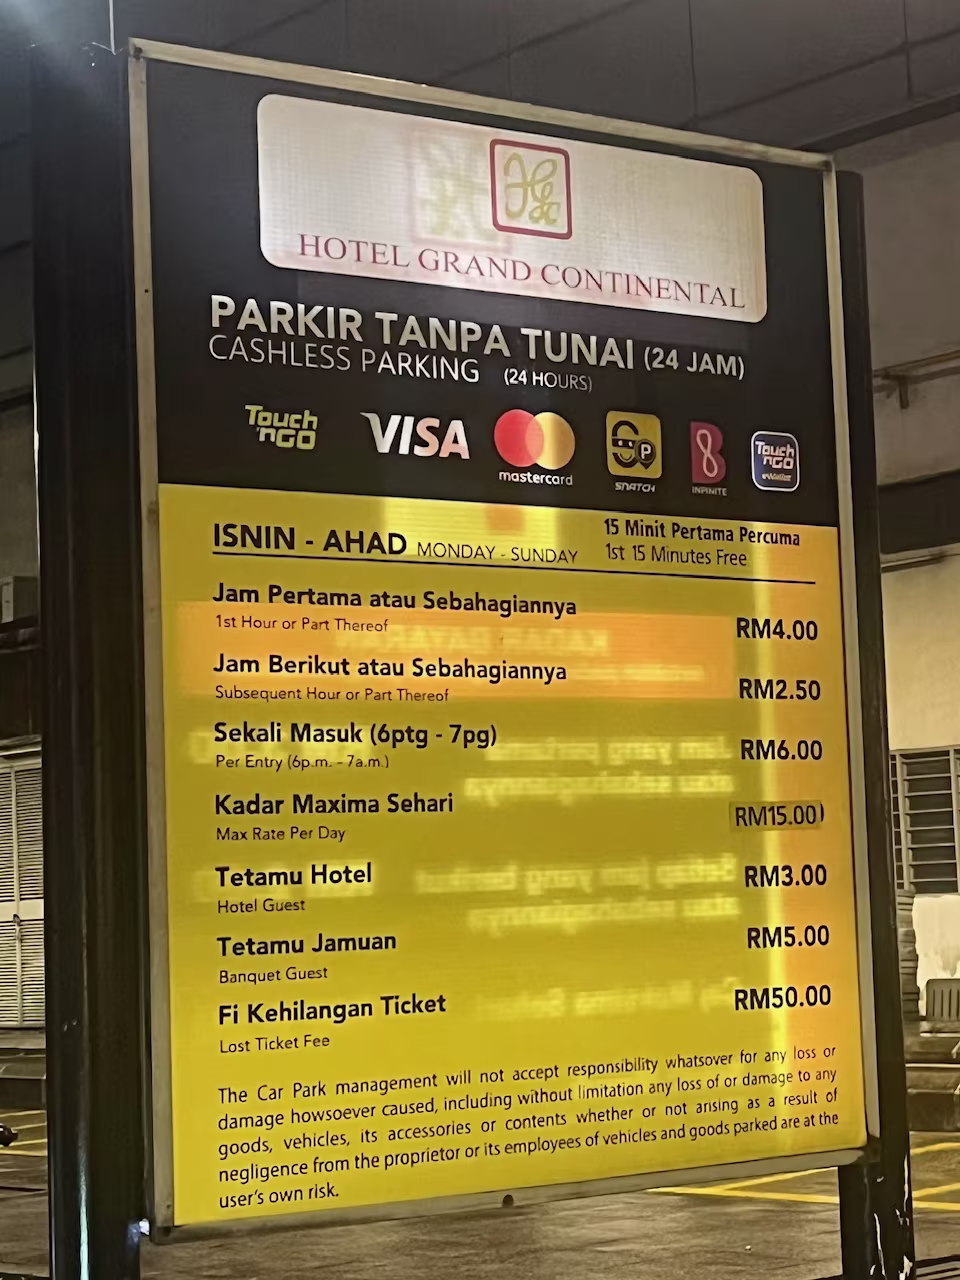 HOTEL GRAND CONTINENTAL
PARKIR TANPA TUNAI (24 JAM)
CASHLESS PARKING (24 HOURS)
Touch 'nGO VISA mastercard SNATCH INFINITE Touch 'nGO eWallet
ISNIN - AHAD MONDAY - SUNDAY
15 Minit Pertama Percuma
1st 15 Minutes Free
Jam Pertama atau Sebahagiannya
1st Hour or Part Thereof
RM4.00
Jam Berikut atau Sebahagiannya
Subsequent Hour or Part Thereof
RM2.50
Sekali Masuk (6ptg - 7pg)
Per Entry (6p.m. - 7a.m.)
RM6.00
Kadar Maxima Sehari
Max Rate Per Day
RM15.00
Tetamu Hotel
Hotel Guest
RM3.00
Tetamu Jamuan
Banquet Guest
RM5.00
Fi Kehilangan Ticket
Lost Ticket Fee
RM50.00
The Car Park management will not accept responsibility whatsover for any loss or
damage howsoever caused, including without limitation any loss of or damage to any
goods, vehicles, its accessories or contents whether or not arising as a result of
negligence from the proprietor or its employees of vehicles and goods parked are at the
user's own risk.